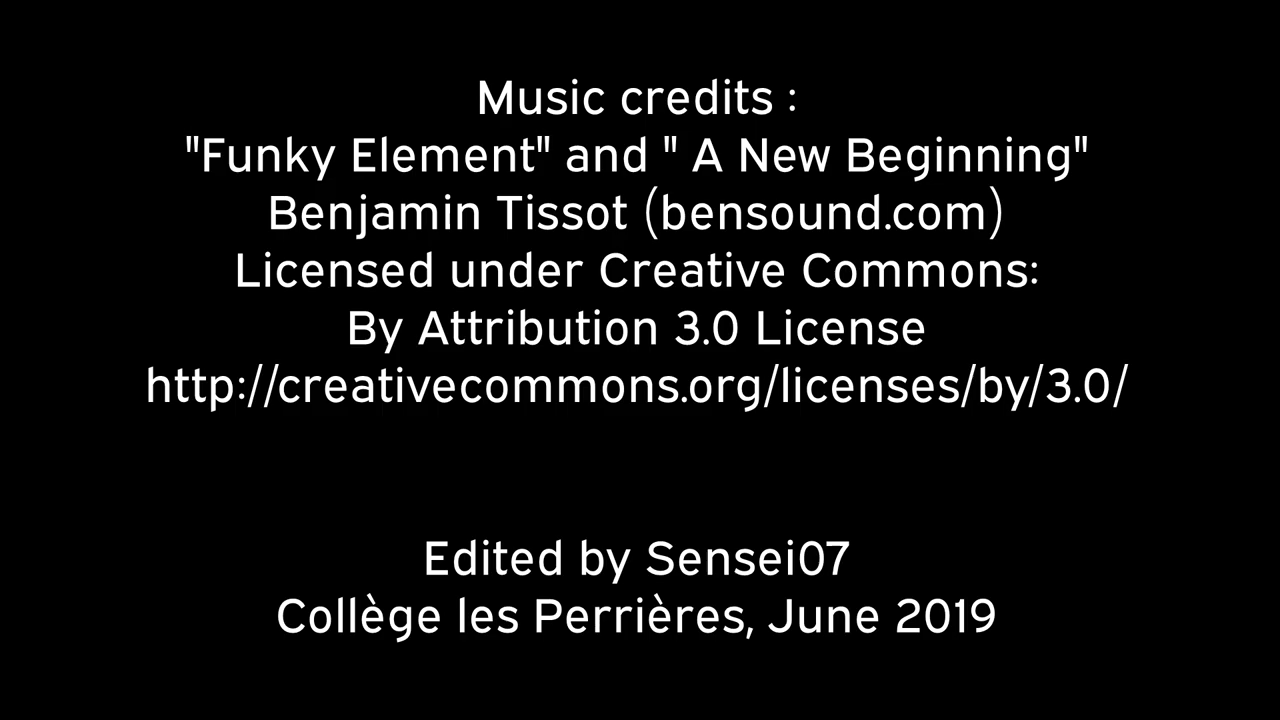 Music credits :
"Funky Element" and " A New Beginning"
Benjamin Tissot (bensound.com)
Licensed under Creative Commons:
By Attribution 3.0 License
http://creativecommons.org/licenses/by/3.0/
Edited by Sensei07
Collège les Perrières, June 2019